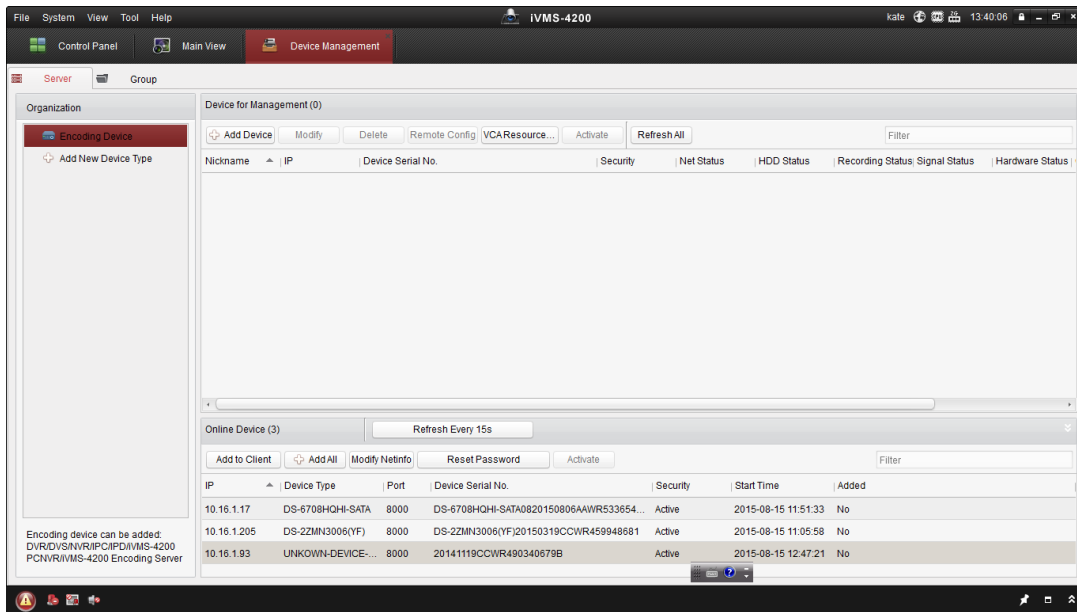 File System View Tool Help iVMS-4200 kate 13:40:06
Control Panel Main View Device Management
Server Group
Organization
Encoding Device
Add New Device Type
Encoding device can be added:
DVR/DVS/NVR/IPC/IPD/iVMS-4200
PCNVR/iVMS-4200 Encoding Server
Device for Management (0)
Add Device Modify Delete Remote Config VCA Resource... Activate Refresh All Filter
Nickname IP Device Serial No. Security Net Status HDD Status Recording Status Signal Status Hardware Status
Online Device (3) Refresh Every 15s
Add to Client Add All Modify Netinfo Reset Password Activate Filter
IP Device Type Port Device Serial No. Security Start Time Added
10.16.1.17 DS-6708HQHI-SATA 8000 DS-6708HQHI-SATA0820150806AAWR533654... Active 2015-08-15 11:51:33 No
10.16.1.205 DS-2ZMN3006(YF) 8000 DS-2ZMN3006(YF)20150319CCWR459948681 Active 2015-08-15 11:05:58 No
10.16.1.93 UNKOWN-DEVICE-... 8000 20141119CCWR490340679B Active 2015-08-15 12:47:21 No